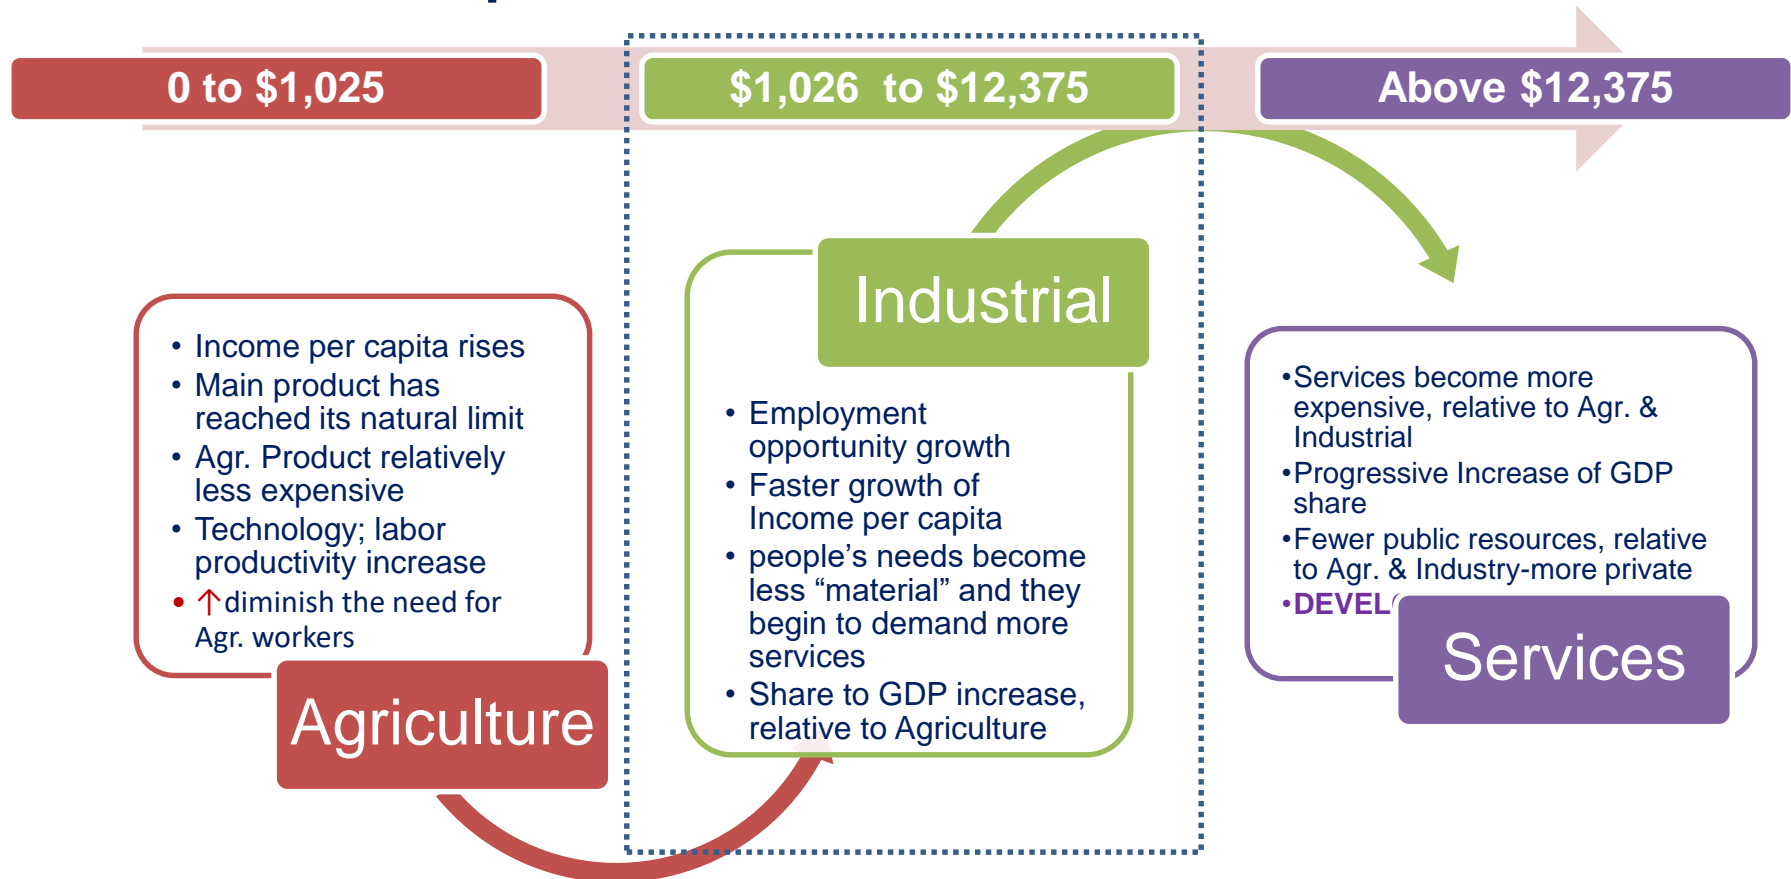 0 to $1,025
$1,026  to $12,375
Above $12,375
• Income per capita rises
• Main product has
reached its natural limit
• Agr. Product relatively
less expensive
• Technology; labor
productivity increase
• ↑diminish the need for
Agr. workers
Agriculture
Industrial
• Employment
opportunity growth
• Faster growth of
Income per capita
• people’s needs become
less “material” and they
begin to demand more
services
• Share to GDP increase,
relative to Agriculture
•Services become more
expensive, relative to Agr. &
Industrial
•Progressive Increase of GDP
share
•Fewer public resources, relative
to Agr. & Industry-more private
Services